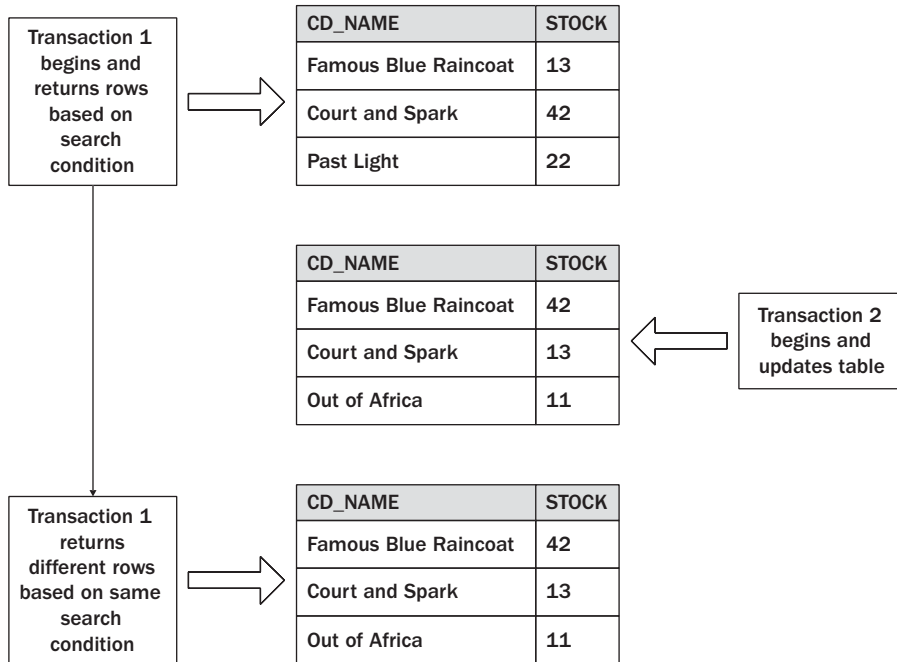 Transaction 1
begins and
returns rows
based on
search
condition
CD_NAME STOCK
Famous Blue Raincoat 13
Court and Spark 42
Past Light 22
CD_NAME STOCK
Famous Blue Raincoat 42
Court and Spark 13
Out of Africa 11
Transaction 2
begins and
updates table
Transaction 1
returns
different rows
based on same
search
condition
CD_NAME STOCK
Famous Blue Raincoat 42
Court and Spark 13
Out of Africa 11